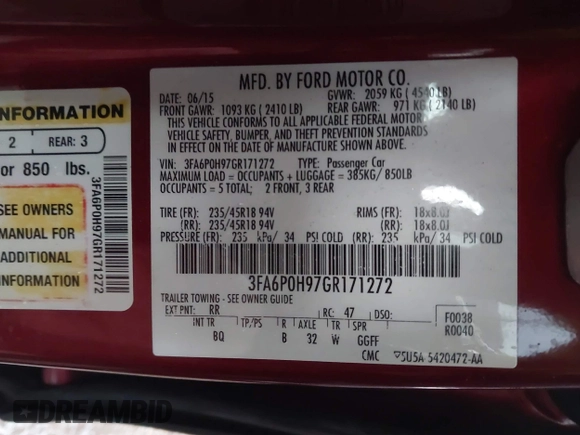 INFORMATION
2 REAR: 3
or 850 lbs.
SEE OWNERS
MANUAL FOR
ADDITIONAL
INFORMATION
3FA6P0H97GR171272
MFD. BY FORD MOTOR CO.
DATE: 06/15 GVWR: 2059 KG (4540LB)
FRONT GAWR: 1093 KG (2410 LB) REAR GAWR: 971 KG (2140 LB)
THIS VEHICLE CONFORMS TO ALL APPLICABLE FEDERAL MOTOR
VEHICLE SAFETY, BUMPER, AND THEFT PREVENTION STANDARDS IN
EFFECT ON THE DATE OF MANUFACTURE SHOWN ABOVE.
VIN: 3FA6P0H97GR171272 TYPE: Passenger Car
MAXIMUM LOAD = OCCUPANTS + LUGGAGE = 385KG/850LB
OCCUPANTS = 5 TOTAL: 2 FRONT, 3 REAR
TIRE (FR): 235/45R18 94V RIMS (FR): 18x8.0J
(RR): 235/45R18 94V (RR): 18x8.0J
PRESSURE (FR): 235 kPa/ 34 PSI COLD (RR) 235 kPa/ 34 PSI COLD
3FA6P0H97GR171272
TRAILER TOWING - SEE OWNER GUIDE
EXT PNT: RR RC: 47 DSO: F0038
R0040
INT TR TP/PS R AXLE TR SPR
BQ B 32 W GGFF
CMC 5U5A-5420472-AA
DREAMBID